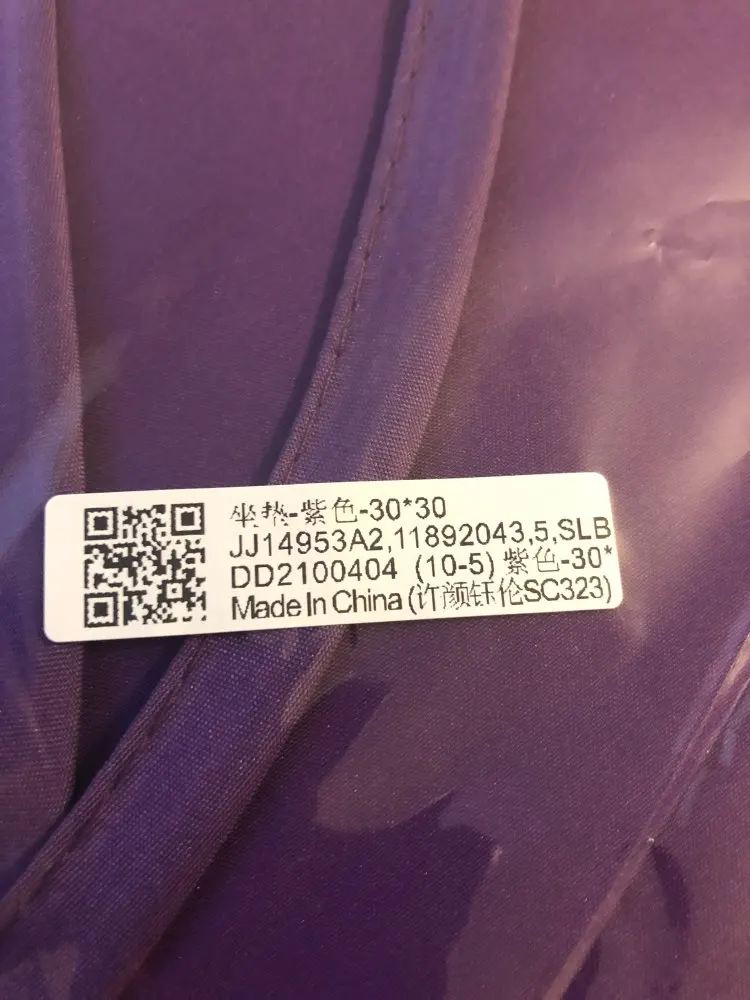 坐垫-紫色-30*30
JJ14953A2,11892043,5,SLB
DD2100404 (10-5) 紫色-30*
Made In China (许颜钰伦SC323)